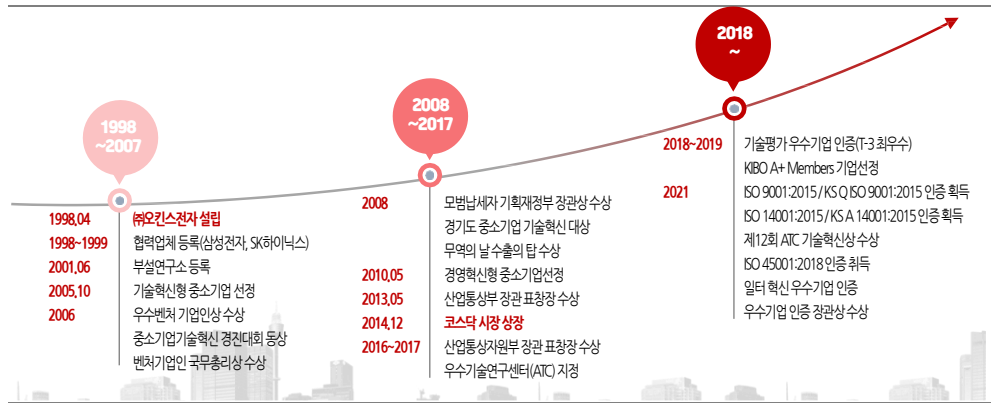 1998
~2007
1998.04 ㈜오킨스전자 설립
1998~1999 협력업체 등록(삼성전자, SK하이닉스)
2001.06 부설연구소 등록
2005.10 기술혁신형 중소기업 선정
2006 우수벤처 기업인상 수상
중소기업기술혁신 경진대회 동상
벤처기업인 국무총리상 수상
2008
~2017
2008 모범납세자 기획재정부 장관상 수상
경기도 중소기업 기술혁신 대상
무역의 날 수출의 탑 수상
2010.05 경영혁신형 중소기업선정
2013.05 산업통상부 장관 표창장 수상
2014.12 코스닥 시장 상장
2016~2017 산업통상자원부 장관 표창장 수상
우수기술연구센터(ATC) 지정
2018
~
2018~2019 기술평가 우수기업 인증(T-3 최우수)
KIBO A+ Members 기업선정
2021 ISO 9001:2015 / KS Q ISO 9001:2015 인증 획득
ISO 14001:2015 / KS A 14001:2015 인증 획득
제12회 ATC 기술혁신상 수상
ISO 45001:2018 인증 취득
일터 혁신 우수기업 인증
우수기업 인증 장관상 수상